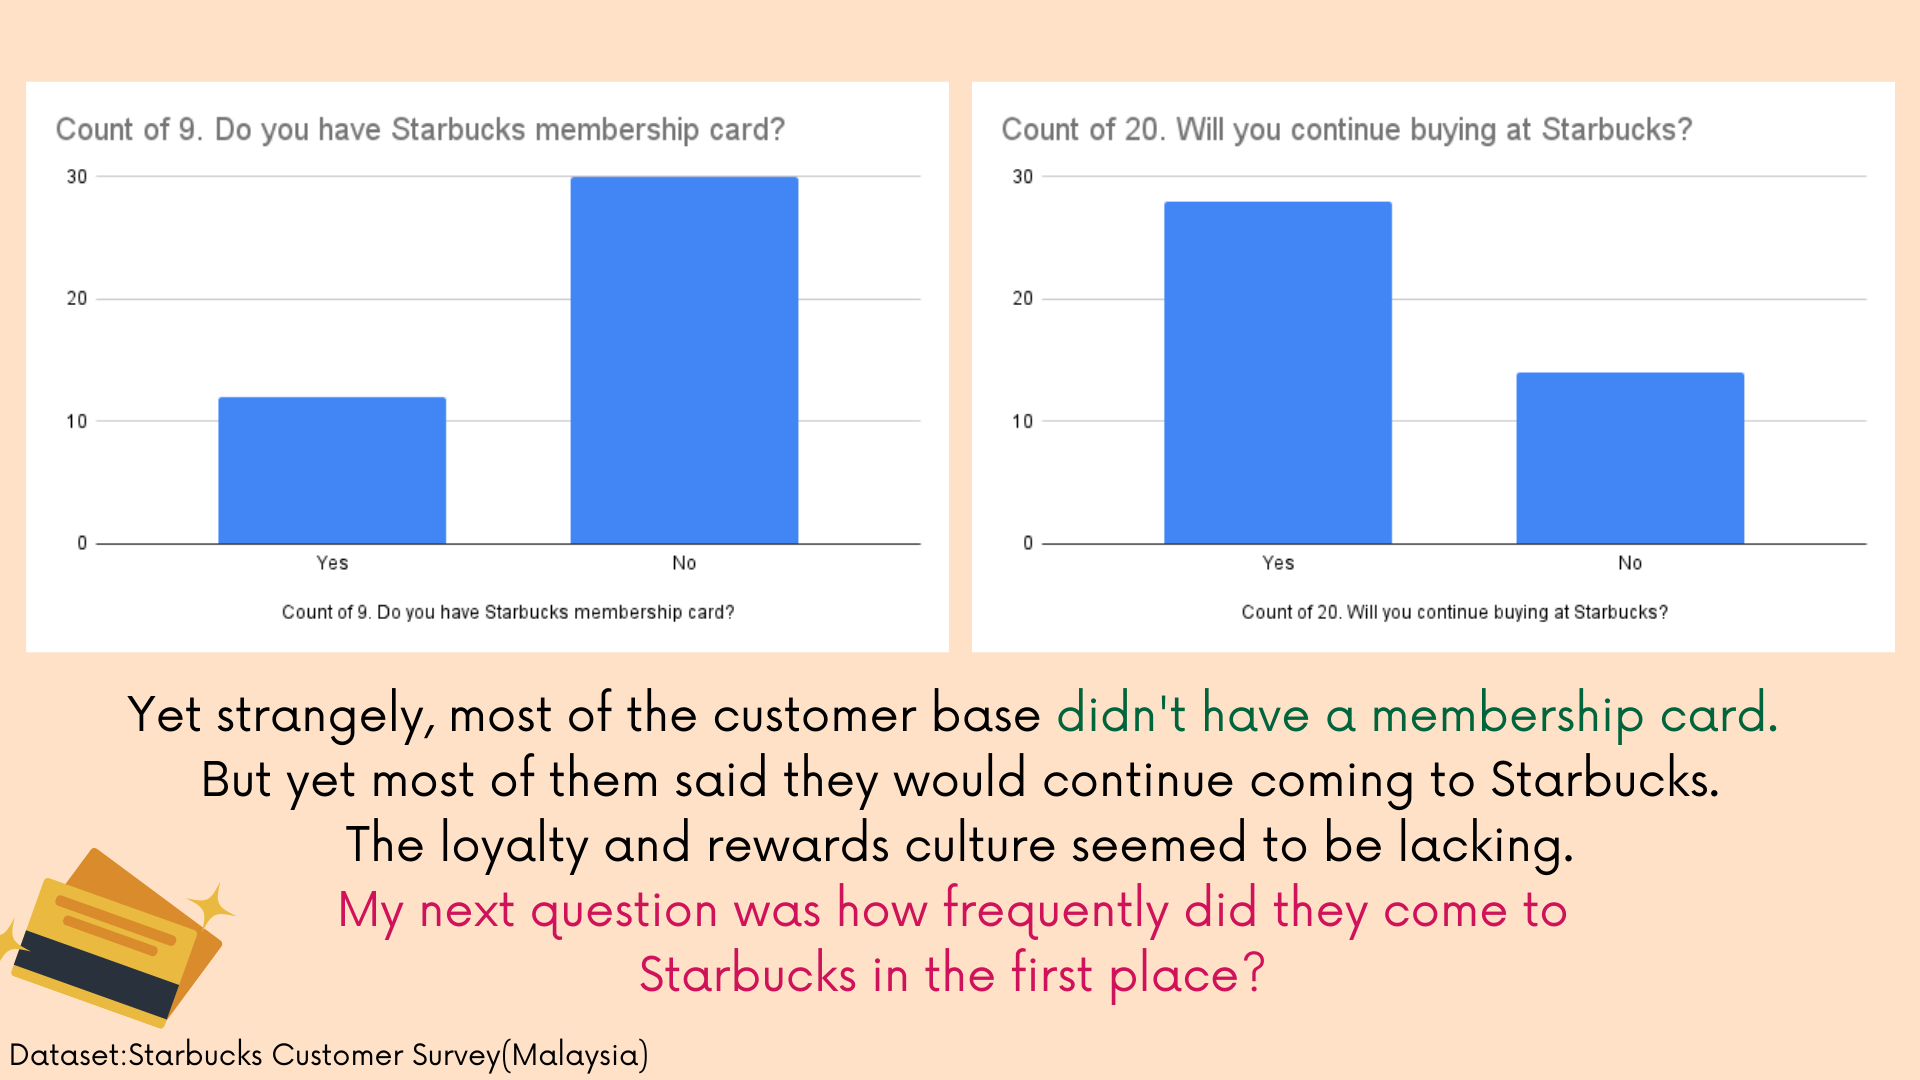 Count of 9. Do you have Starbucks membership card?
30
20
10
0
Yes
No
Count of 9. Do you have Starbucks membership card?
Count of 20. Will you continue buying at Starbucks?
30
20
10
0
Yes
No
Count of 20. Will you continue buying at Starbucks?
Yet strangely, most of the customer base didn't have a membership card.
But yet most of them said they would continue coming to Starbucks.
The loyalty and rewards culture seemed to be lacking.
My next question was how frequently did they come to
Starbucks in the first place?
Dataset:Starbucks Customer Survey(Malaysia)